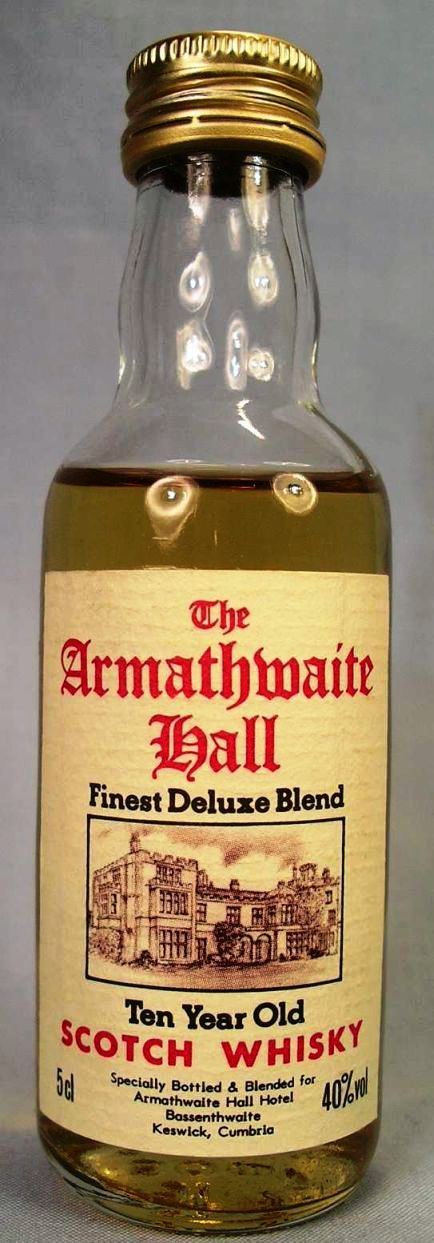 The
Armathwaite
Hall
Finest Deluxe Blend
Ten Year Old
SCOTCH WHISKY
5cl
Specially Bottled & Blended for
Armathwaite Hall Hotel
Bassenthwaite
Keswick, Cumbria
40%vol